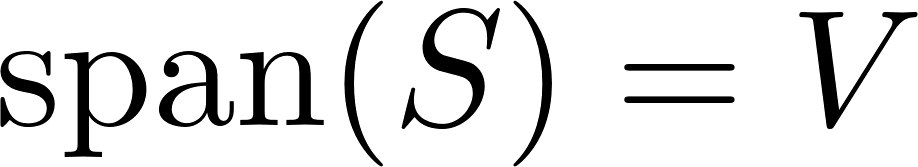 span(S) = V